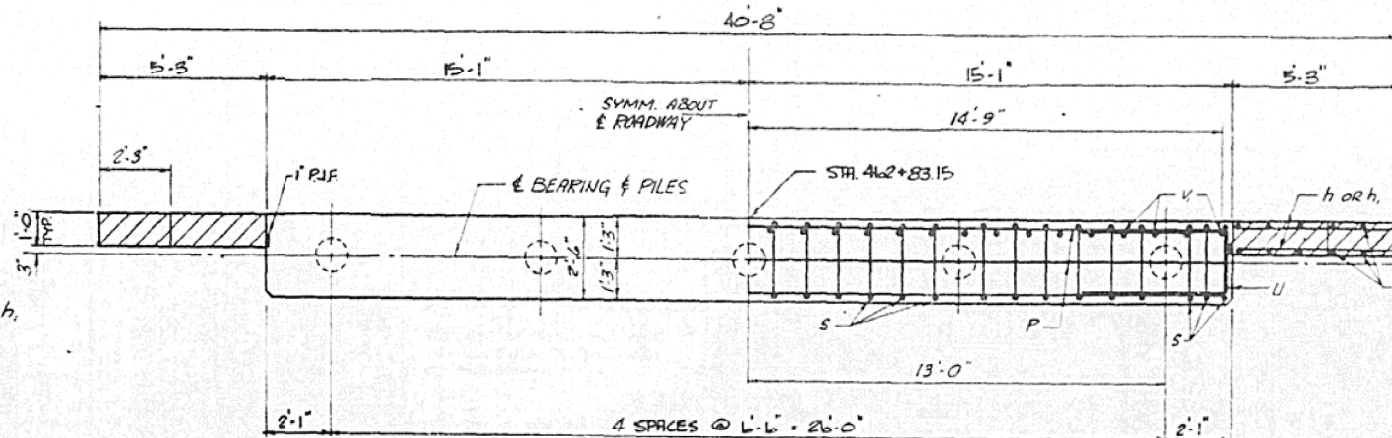 40'-8"
5'-3" 15'-1" 15'-1" 5'-3"
SYMM. ABOUT
℄ ROADWAY
14'-9"
2'-3"
1" P.J.F.
℄ BEARING & PILES
STA. 462+83.15
V
h OR h,
1'-0"
TYP.
3"
2'-6"
1'-3" 1'-3"
h,
S
P
S
U
13'-0"
2'-1"
4 SPACES @ 6'-6" = 26'-0"
2'-1"